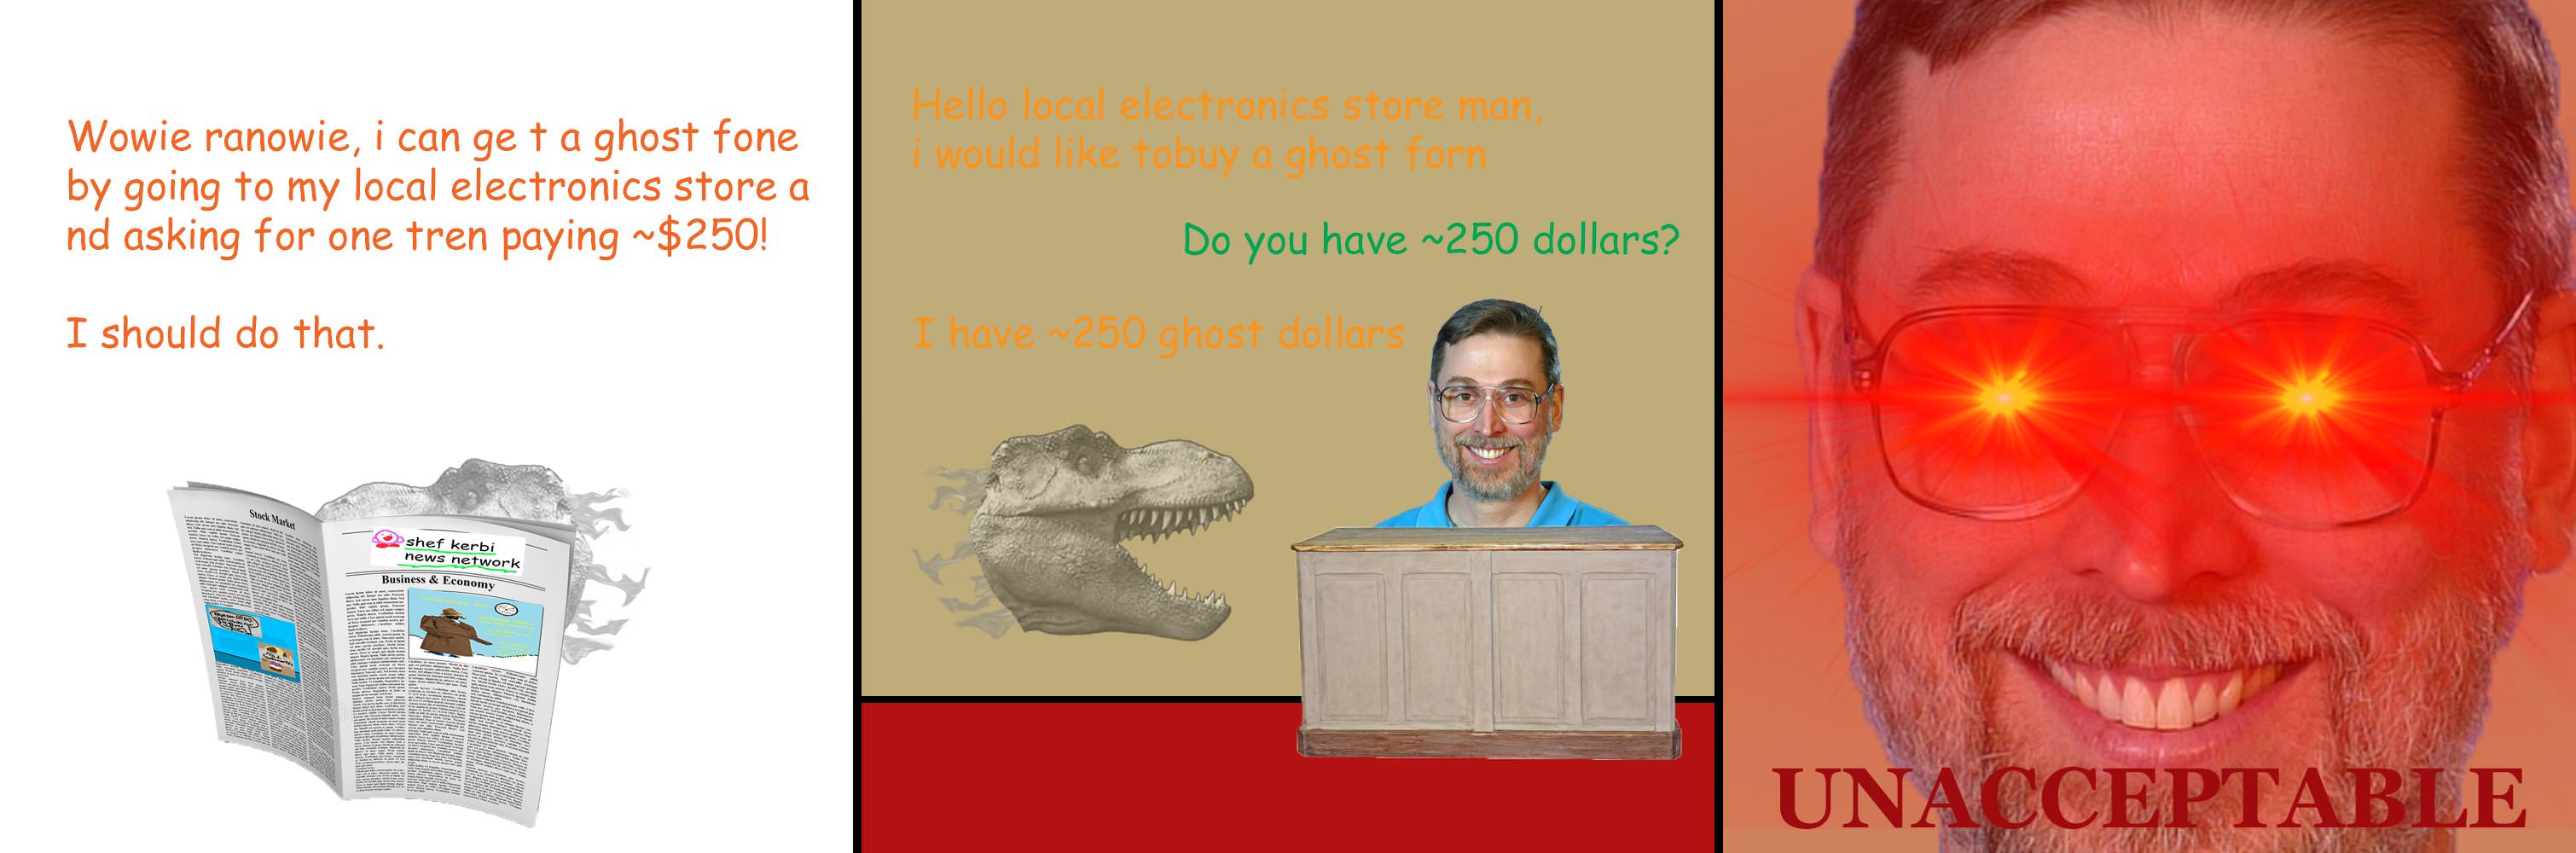 Wowie ranowie, i can ge t a ghost fone
by going to my local electronics store a
nd asking for one tren paying ~$250!
I should do that.
Stock Market
shef kerbi
news network
Business & Economy
Hello local electronics store man,
i would like tobuy a ghost forn
Do you have ~250 dollars?
I have ~250 ghost dollars
UNACCEPTABLE